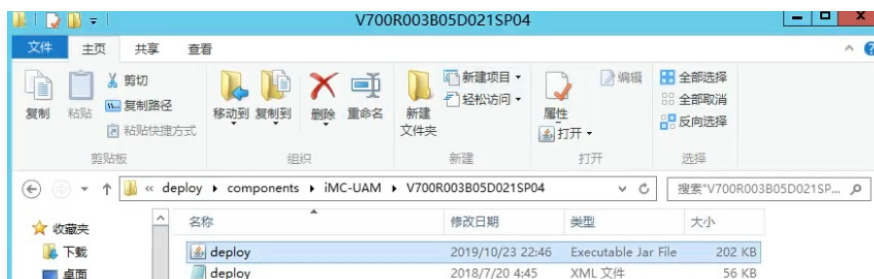 V700R003B05D021SP04
文件 主页 共享 查看
复制 粘贴 剪切 复制路径 粘贴快捷方式 移动到 复制到 删除 重命名 新建文件夹 新建项目 轻松访问 属性 打开 编辑 全部选择 全部取消 反向选择
剪贴板 组织 新建 打开 选择
« deploy components iMC-UAM V700R003B05D021SP04 搜索"V700R003B05D021SP...
收藏夹 名称 修改日期 类型 大小
下载 deploy 2019/10/23 22:46 Executable Jar File 202 KB
桌面 deploy 2018/7/20 4:45 XML 文件 56 KB